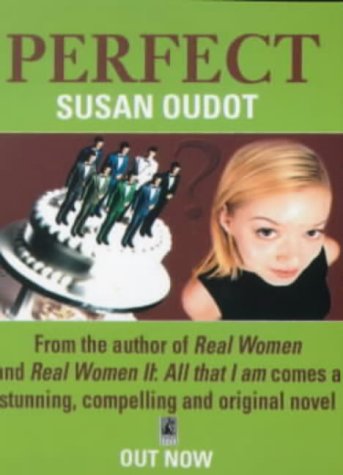 PERFECT
SUSAN OUDOT
?
From the author of Real Women
and Real Women II: All that I am comes a
stunning, compelling and original novel
OUT NOW